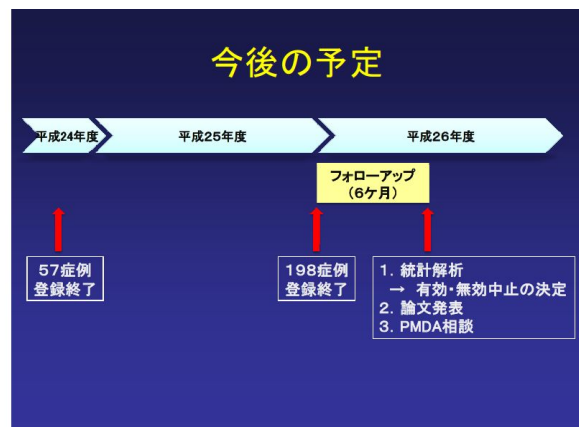 今後の予定
平成24年度
平成25年度
平成26年度
フォローアップ
(6ケ月)
57症例
登録終了
198症例
登録終了
1. 統計解析
→ 有効・無効中止の決定
2. 論文発表
3. PMDA相談